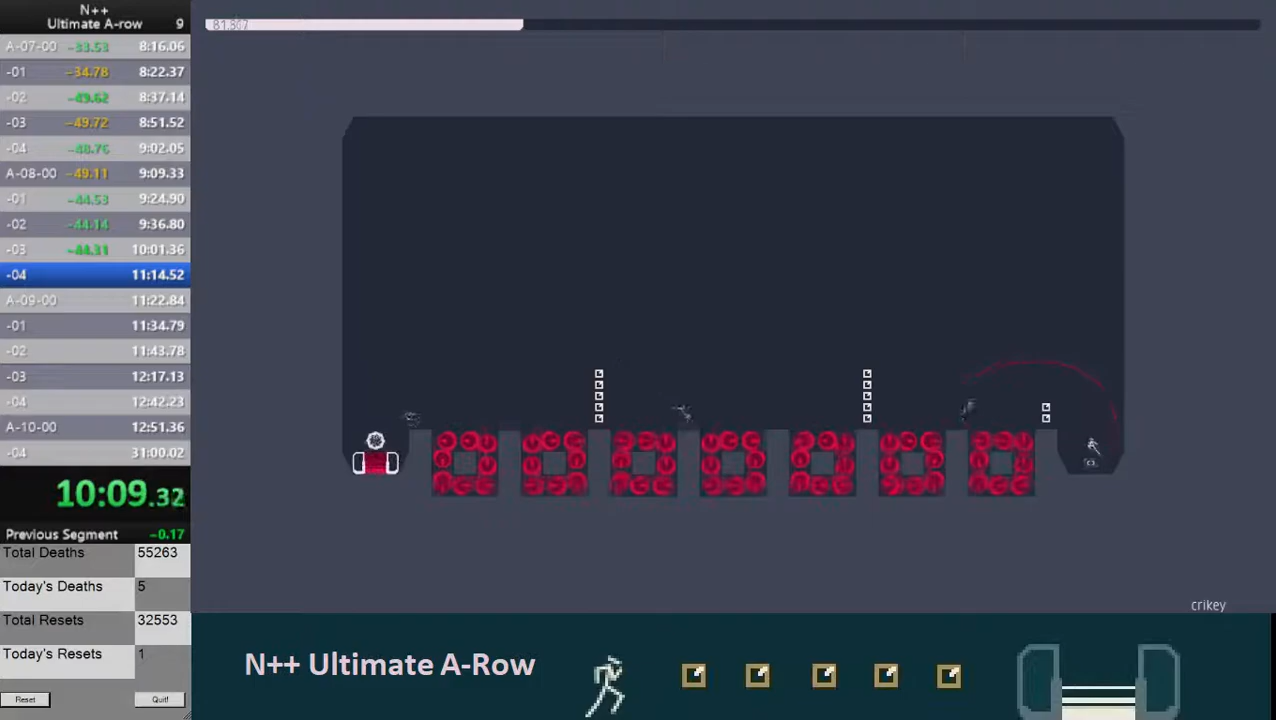 N++
Ultimate A-row 9
A-07-00 -33.53 8:16.06
-01 -34.78 8:22.37
-02 -49.62 8:37.14
-03 -49.72 8:51.52
-04 -48.76 9:02.05
A-08-00 -49.11 9:09.33
-01 -44.53 9:24.90
-02 -44.14 9:36.80
-03 -44.31 10:01.36
-04 11:14.52
A-09-00 11:22.84
-01 11:34.79
-02 11:43.78
-03 12:17.13
-04 12:42.23
A-10-00 12:51.36
-04 31:00.02
10:09.32
Previous Segment -0.17
Total Deaths 55263
Today's Deaths 5
Total Resets 32553
Today's Resets 1
Reset Quit!
crikey
N++ Ultimate A-Row